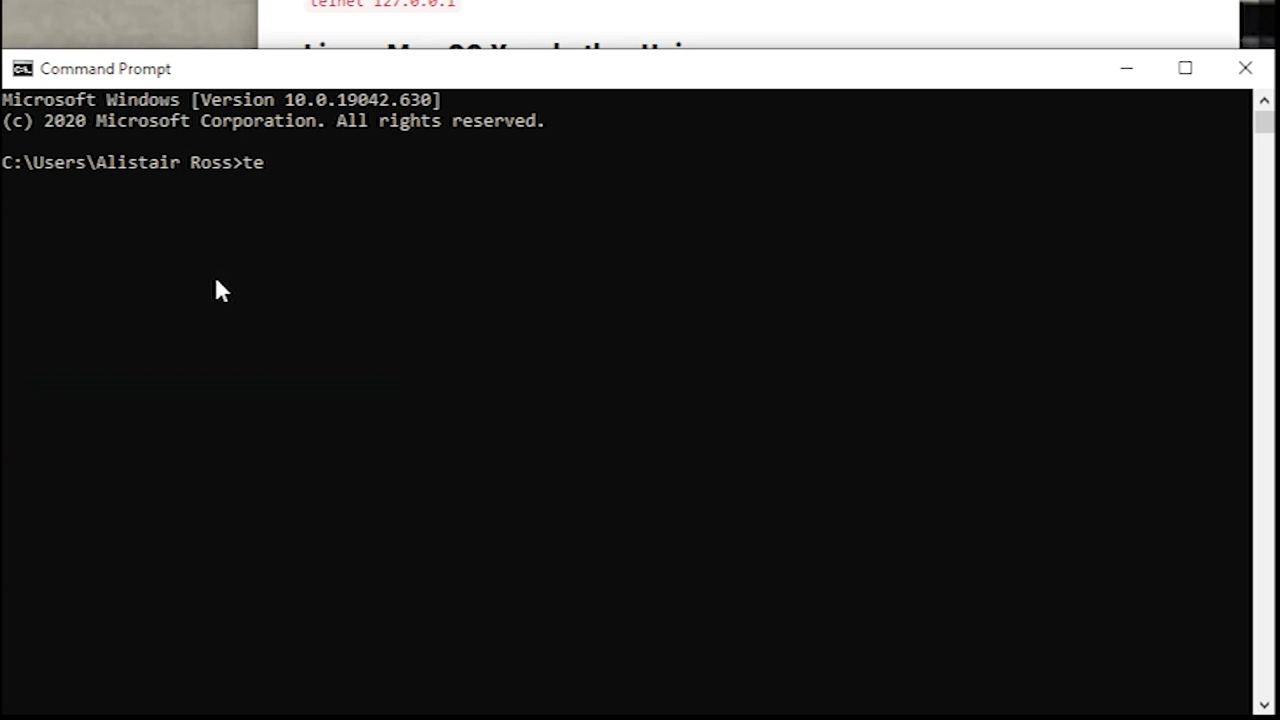 telnet 127.0.0.1
Command Prompt
Microsoft Windows [Version 10.0.19042.630]
(c) 2020 Microsoft Corporation. All rights reserved.
C:\Users\Alistair Ross>te